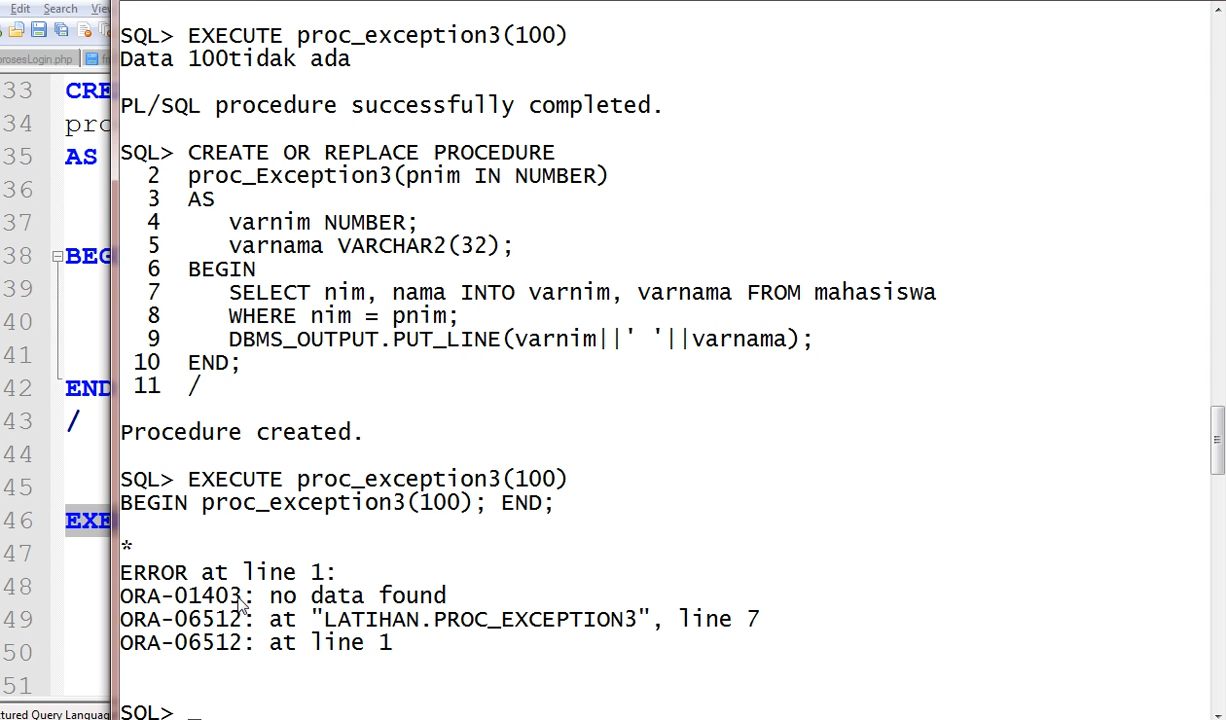 Edit Search
prosesLogin.php
33 CRE
34 pro
35 AS
36
37
38 BEG
39
40
41
42 END
43 /
44
45
46 EXE
47
48
49
50
51
SQL> EXECUTE proc_exception3(100)
Data 100tidak ada
PL/SQL procedure successfully completed.
SQL> CREATE OR REPLACE PROCEDURE
2 proc_Exception3(pnim IN NUMBER)
3 AS
4 varnim NUMBER;
5 varnama VARCHAR2(32);
6 BEGIN
7 SELECT nim, nama INTO varnim, varnama FROM mahasiswa
8 WHERE nim = pnim;
9 DBMS_OUTPUT.PUT_LINE(varnim||' '||varnama);
10 END;
11 /
Procedure created.
SQL> EXECUTE proc_exception3(100)
BEGIN proc_exception3(100); END;
*
ERROR at line 1:
ORA-01403: no data found
ORA-06512: at "LATIHAN.PROC_EXCEPTION3", line 7
ORA-06512: at line 1
SQL> _